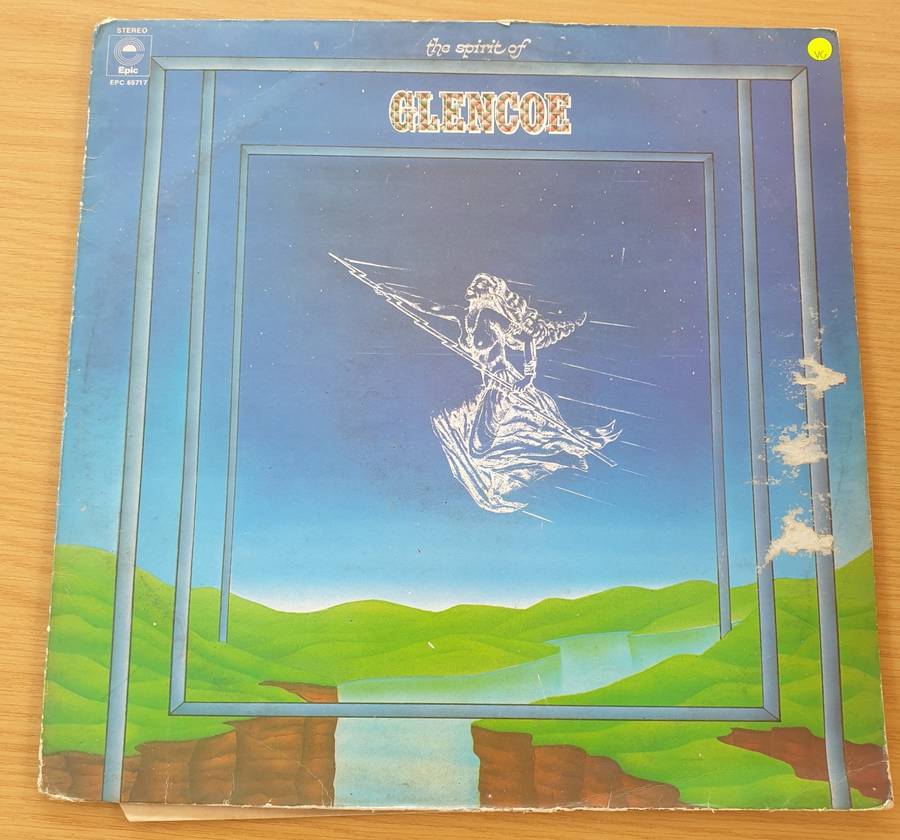 STEREO
Epic
EPC 65717
the spirit of
GLENCOE
VG